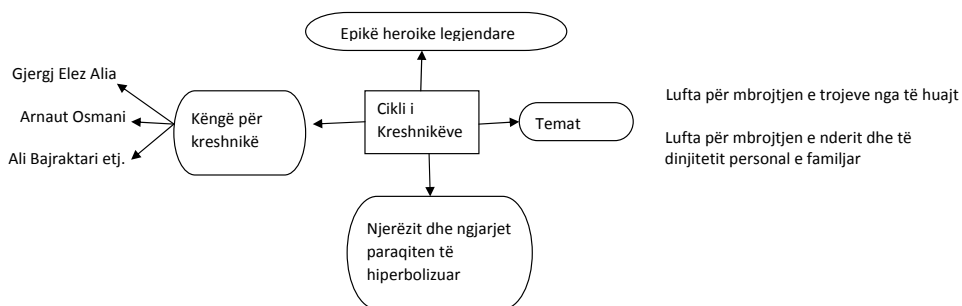 Epikë heroike legjendare
Gjergj Elez Alia
Arnaut Osmani
Ali Bajraktari etj.
Këngë për
kreshnikë
Cikli i
Kreshnikëve
Temat
Lufta për mbrojtjen e trojeve nga të huajt
Lufta për mbrojtjen e nderit dhe të
dinjitetit personal e familjar
Njerëzit dhe ngjarjet
paraqiten të
hiperbolizuar